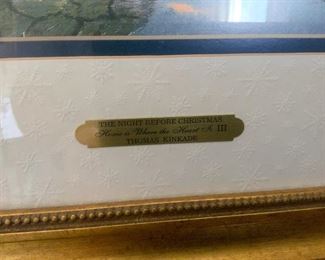 THE NIGHT BEFORE CHRISTMAS
Home is Where the Heart Is III
THOMAS KINKADE